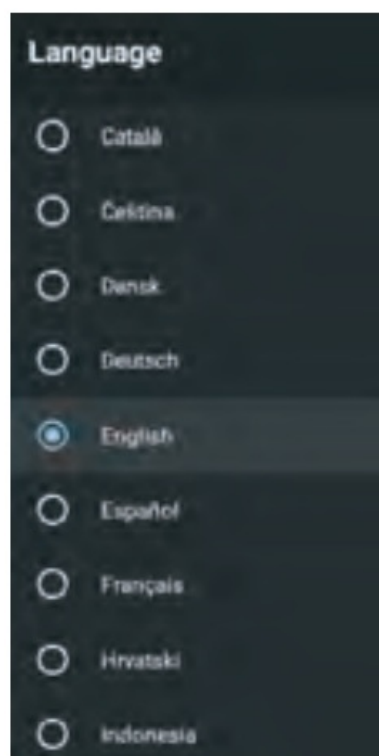 Language
Català
Čeština
Dansk
Deutsch
English
Español
Français
Hrvatski
Indonesia